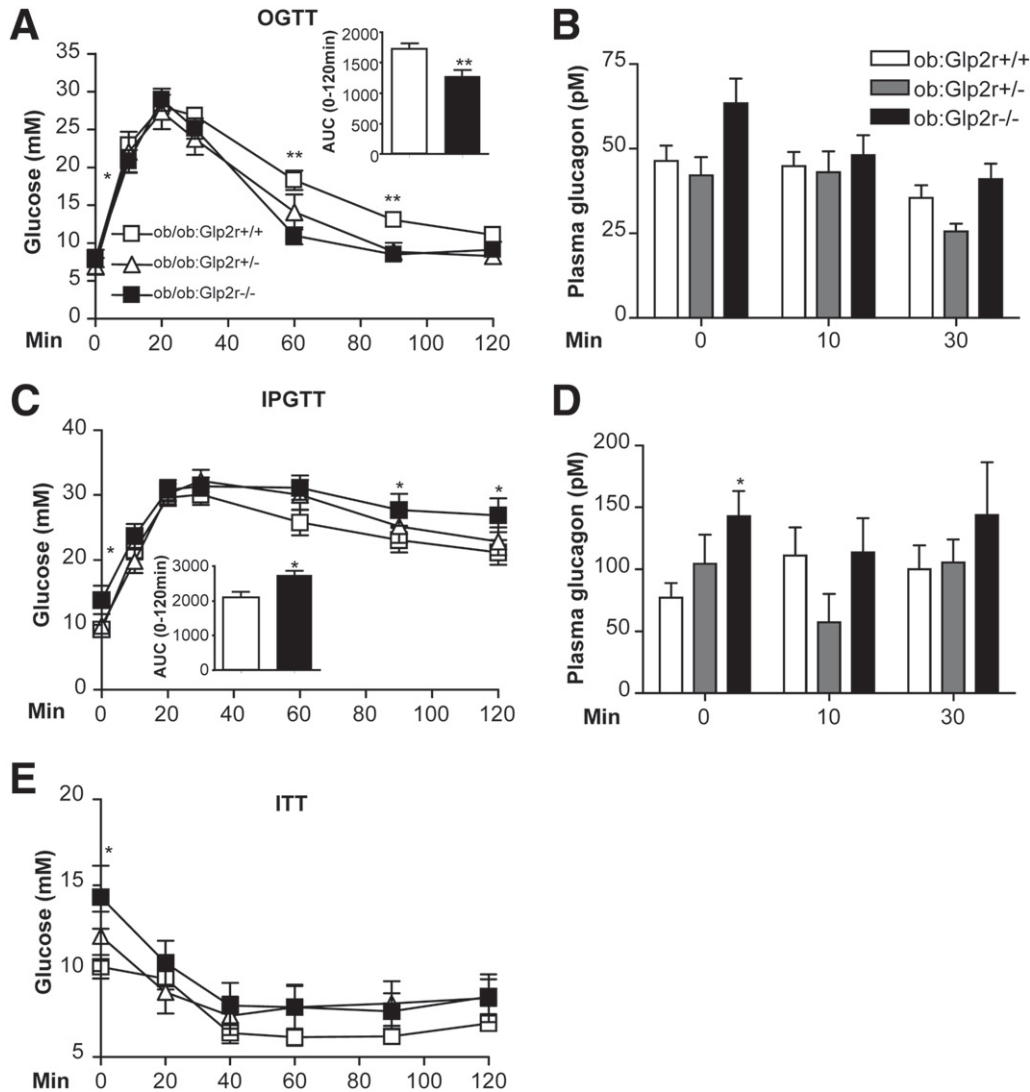 A
OGTT
Glucose (mM)
35
30
25
20
15
10
5
0
*
**
**
ob/ob:Glp2r+/+
ob/ob:Glp2r+/-
ob/ob:Glp2r-/-
Min
0 20 40 60 80 100 120
AUC (0-120min)
2000
1500
1000
500
0
**
B
Plasma glucagon (pM)
75
50
25
0
ob:Glp2r+/+
ob:Glp2r+/-
ob:Glp2r-/-
Min
0 10 30
C
IPGTT
Glucose (mM)
40
30
20
10
0
*
*
*
AUC (0-120min)
3000
2000
1000
0
*
Min
0 20 40 60 80 100 120
D
Plasma glucagon (pM)
200
150
100
50
0
*
Min
0 10 30
E
ITT
Glucose (mM)
20
15
10
5
*
Min
0 20 40 60 80 100 120